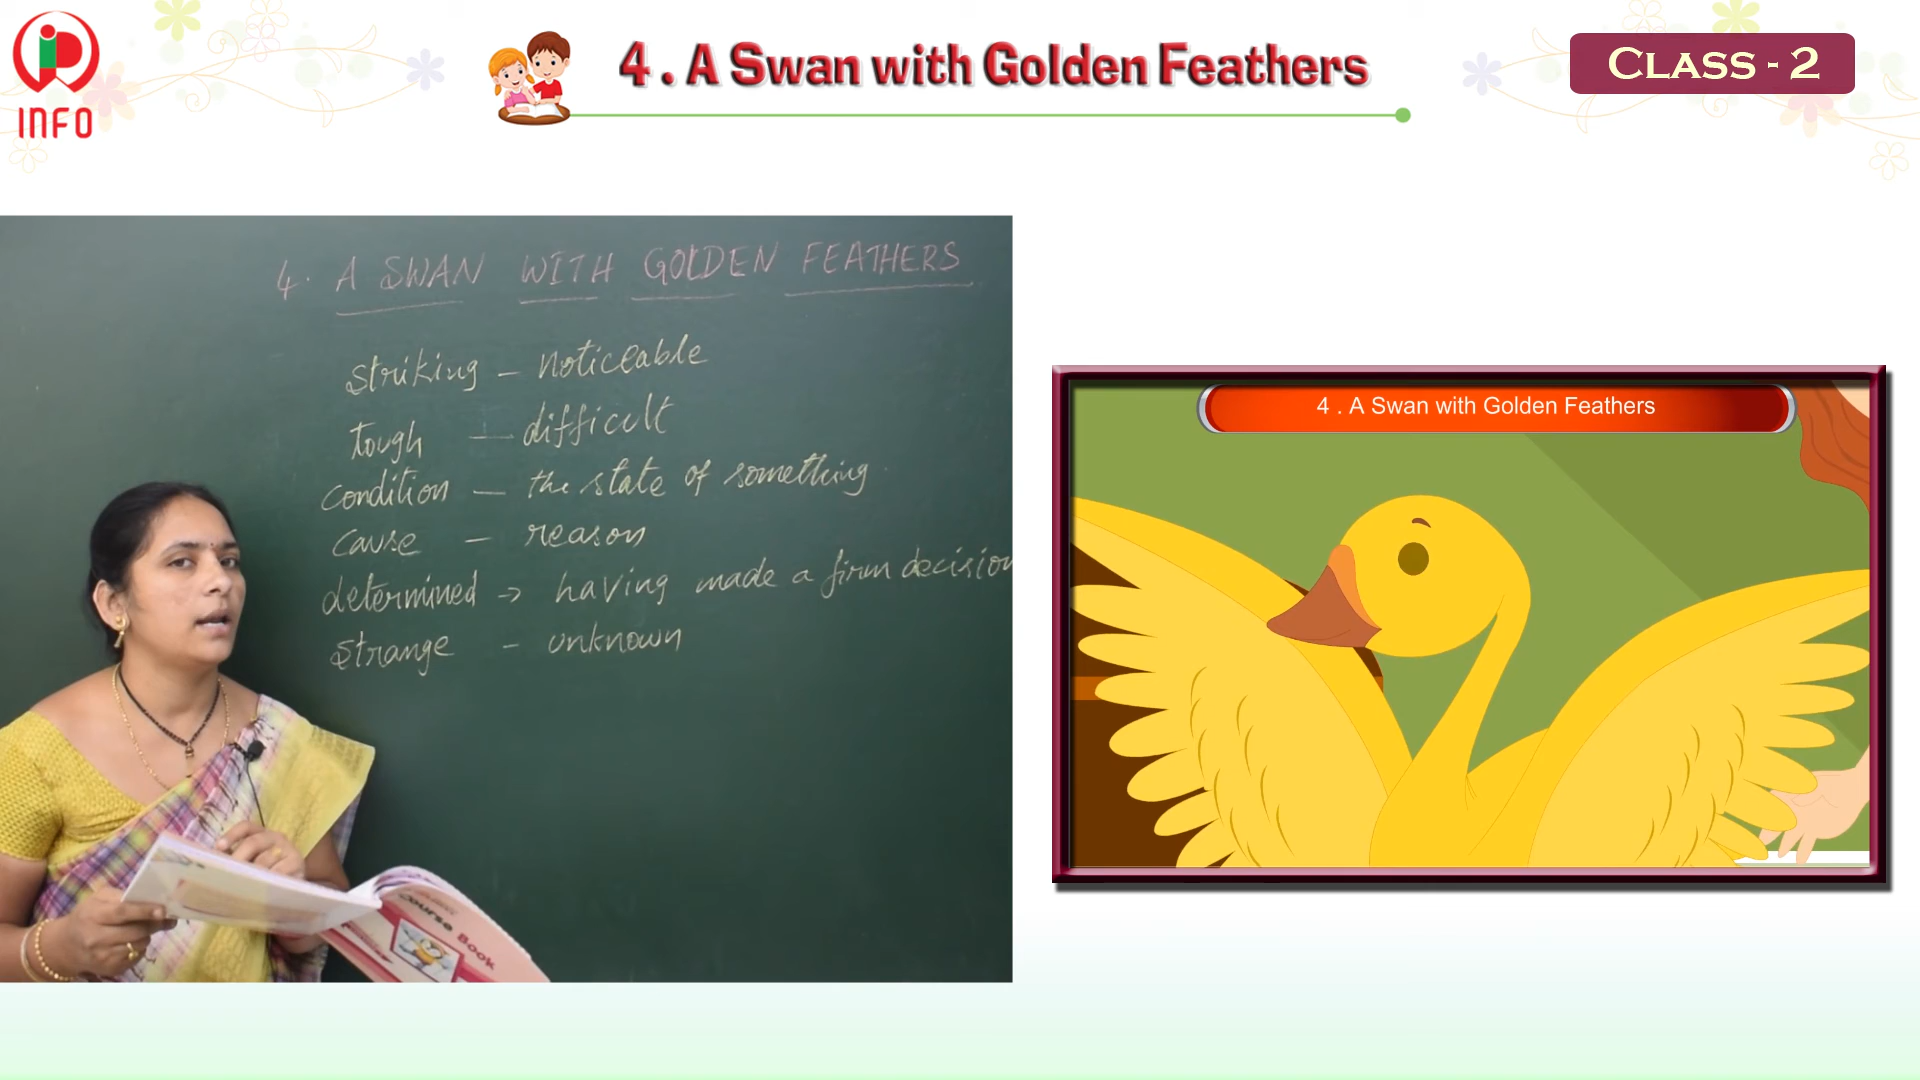 INFO
4 . A Swan with Golden Feathers
CLASS - 2
4. A SWAN WITH GOLDEN FEATHERS
striking - noticeable
tough - difficult
condition - the state of something
cause - reason
determined → having made a firm decision
strange - unknown
Course Book
4 . A Swan with Golden Feathers